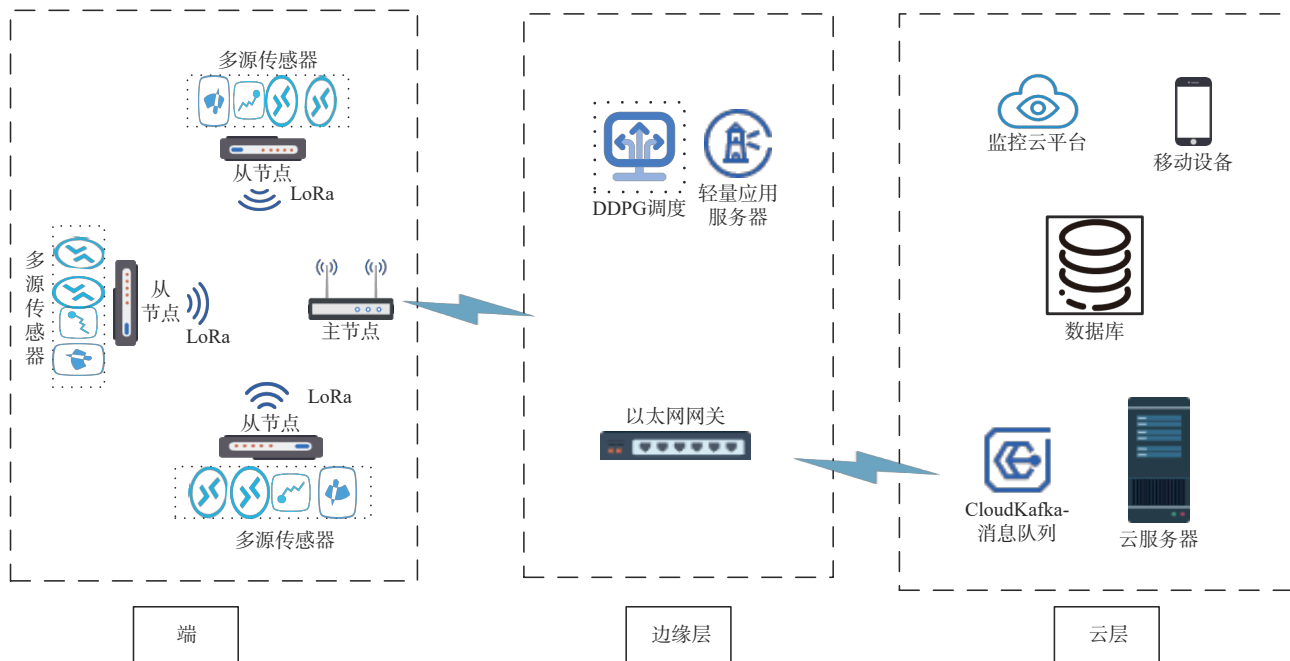 多源传感器
从节点
LoRa
多源传感器
从
节点
LoRa
主节点
LoRa
从节点
多源传感器
端
DDPG调度
轻量应用
服务器
以太网网关
边缘层
监控云平台
移动设备
数据库
CloudKafka-
消息队列
云服务器
云层